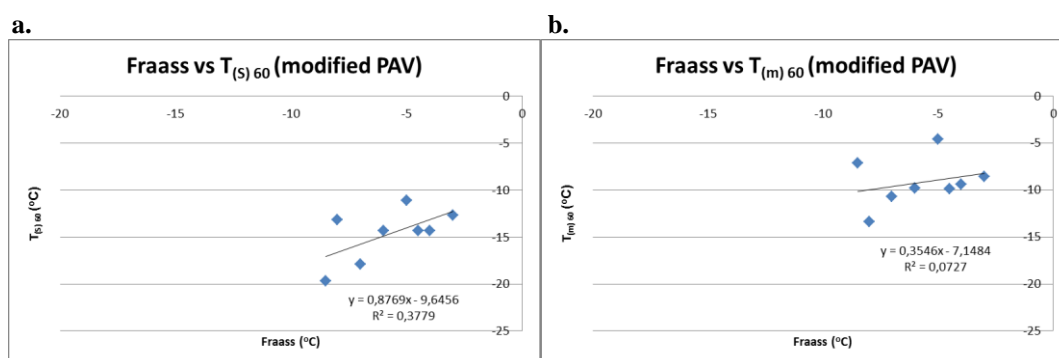 a.
Fraass vs T(S) 60 (modified PAV)
-20
-15
-10
-5
0
0
-5
-10
-15
-20
-25
T(S) 60 (°C)
y = 0,8769x - 9,6456
R² = 0,3779
Fraass (°C)
b.
Fraass vs T(m) 60 (modified PAV)
-20
-15
-10
-5
0
0
-5
-10
-15
-20
-25
T(m) 60 (°C)
y = 0,3546x - 7,1484
R² = 0,0727
Fraass (°C)